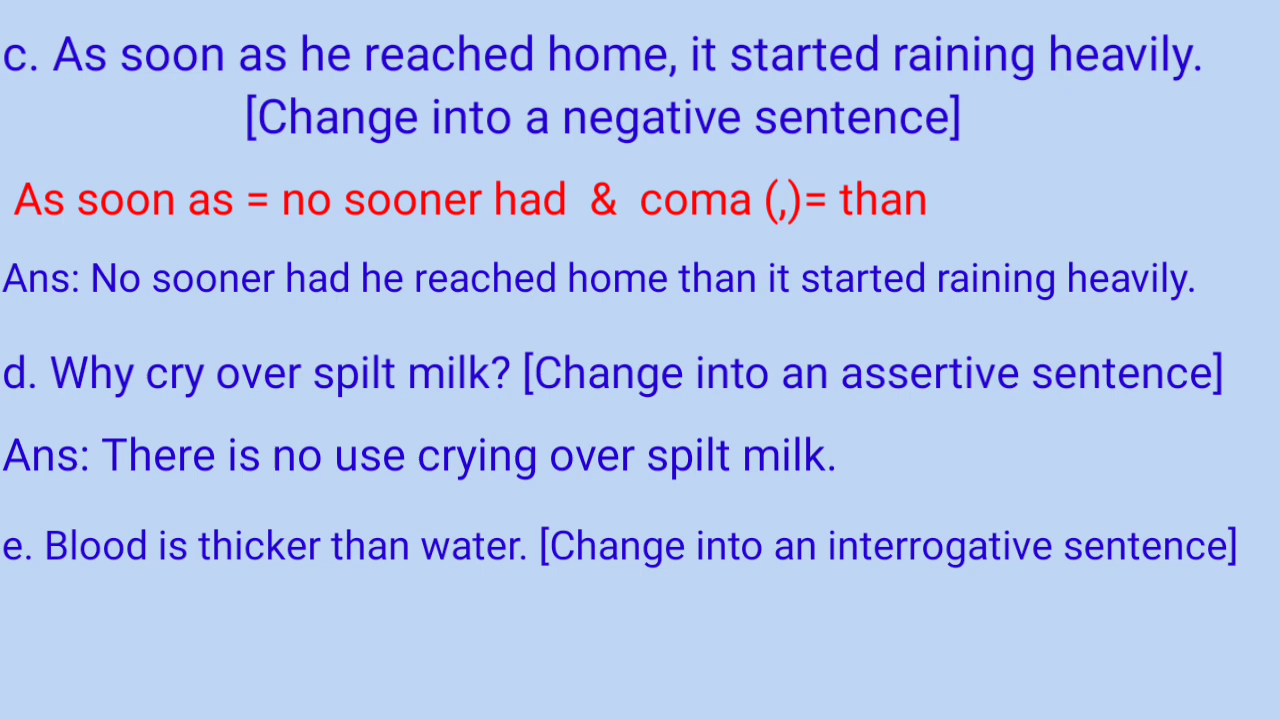 c. As soon as he reached home, it started raining heavily.
[Change into a negative sentence]
As soon as = no sooner had & coma (,)= than
Ans: No sooner had he reached home than it started raining heavily.
d. Why cry over spilt milk? [Change into an assertive sentence]
Ans: There is no use crying over spilt milk.
e. Blood is thicker than water. [Change into an interrogative sentence]